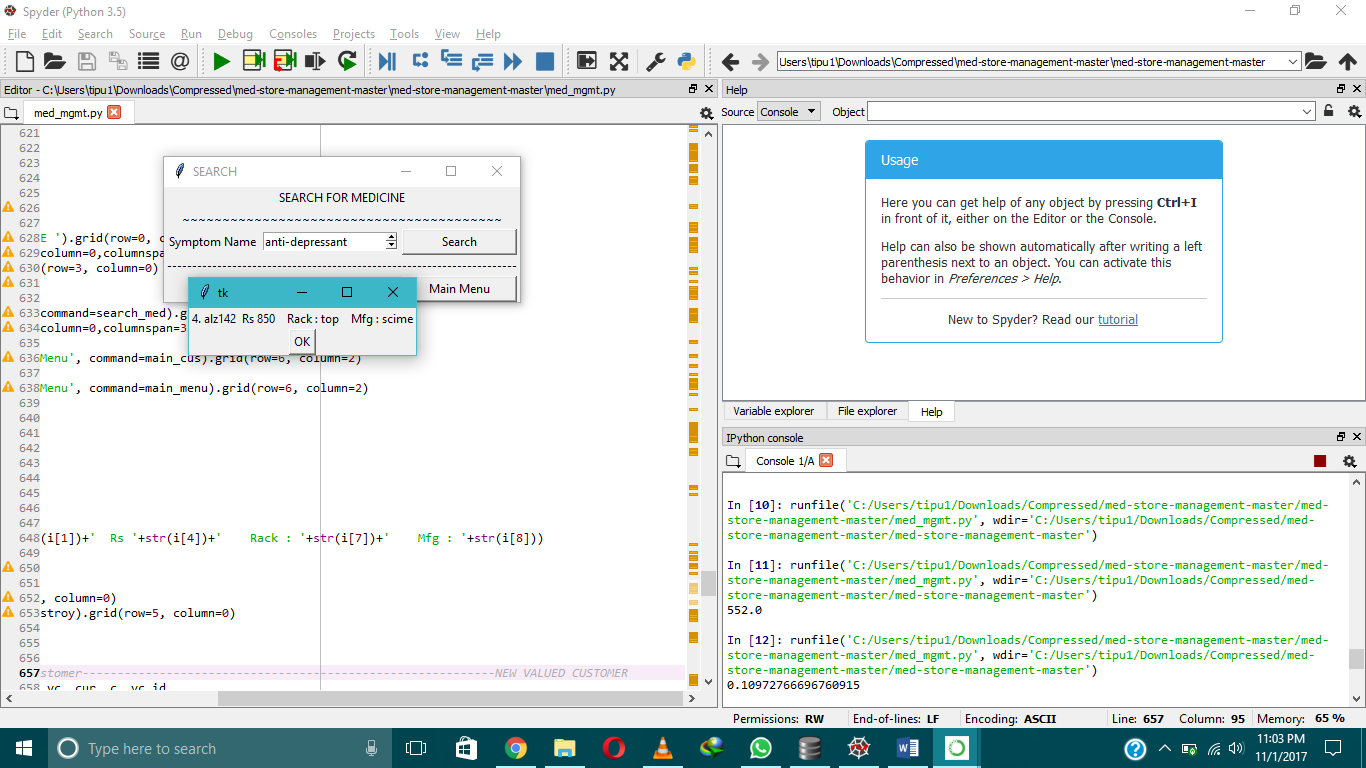 Spyder (Python 3.5)
File Edit Search Source Run Debug Consoles Projects Tools View Help
Users\tipu1\Downloads\Compressed\med-store-management-master\med-store-management-master
Editor - C:\Users\tipu1\Downloads\Compressed\med-store-management-master\med-store-management-master\med_mgmt.py
med_mgmt.py
621
622
623
624
625
626
627
628E ').grid(row=0, c
629column=0,columnspa
630(row=3, column=0)
631
632
633command=search_med).g
634column=0,columnspan=3
635
636Menu', command=main_cus).grid(row=6, column=2)
637
638Menu', command=main_menu).grid(row=6, column=2)
639
640
641
642
643
644
645
646
647
648(i[1])+'  Rs '+str(i[4])+'    Rack : '+str(i[7])+'    Mfg : '+str(i[8]))
649
650
651
652, column=0)
653stroy).grid(row=5, column=0)
654
655
656
657stomer---------------------------------------------------------NEW VALUED CUSTOMER
658 vc, cur, c, vc_id
SEARCH
SEARCH FOR MEDICINE
~~~~~~~~~~~~~~~~~~~~~~~~~~~~~~~~~~~~~~~~
Symptom Name anti-depressant Search
----------------------------------------------------------------------------------------
Main Menu
tk
4. alz142 Rs 850 Rack : top Mfg : scime
OK
Help
Source Console Object
Usage
Here you can get help of any object by pressing Ctrl+I
in front of it, either on the Editor or the Console.
Help can also be shown automatically after writing a left
parenthesis next to an object. You can activate this
behavior in Preferences > Help.
New to Spyder? Read our tutorial
Variable explorer File explorer Help
IPython console
Console 1/A
In [10]: runfile('C:/Users/tipu1/Downloads/Compressed/med-store-management-master/med-
store-management-master/med_mgmt.py', wdir='C:/Users/tipu1/Downloads/Compressed/med-
store-management-master/med-store-management-master')
In [11]: runfile('C:/Users/tipu1/Downloads/Compressed/med-store-management-master/med-
store-management-master/med_mgmt.py', wdir='C:/Users/tipu1/Downloads/Compressed/med-
store-management-master/med-store-management-master')
552.0
In [12]: runfile('C:/Users/tipu1/Downloads/Compressed/med-store-management-master/med-
store-management-master/med_mgmt.py', wdir='C:/Users/tipu1/Downloads/Compressed/med-
store-management-master/med-store-management-master')
0.10972766696760915
Permissions: RW End-of-lines: LF Encoding: ASCII Line: 657 Column: 95 Memory: 65 %
Type here to search
11:03 PM
11/1/2017